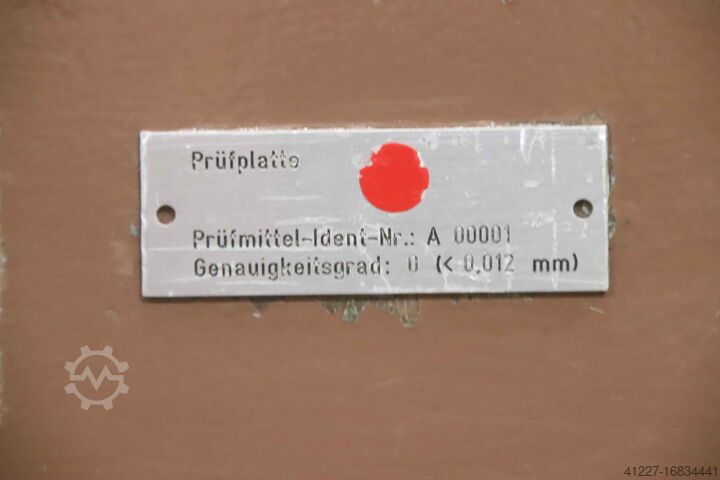 Prüfplatte
Prüfmittel-Ident-Nr.: A 00001
Genauigkeitsgrad: 0 (< 0,012 mm)
41227-16834441